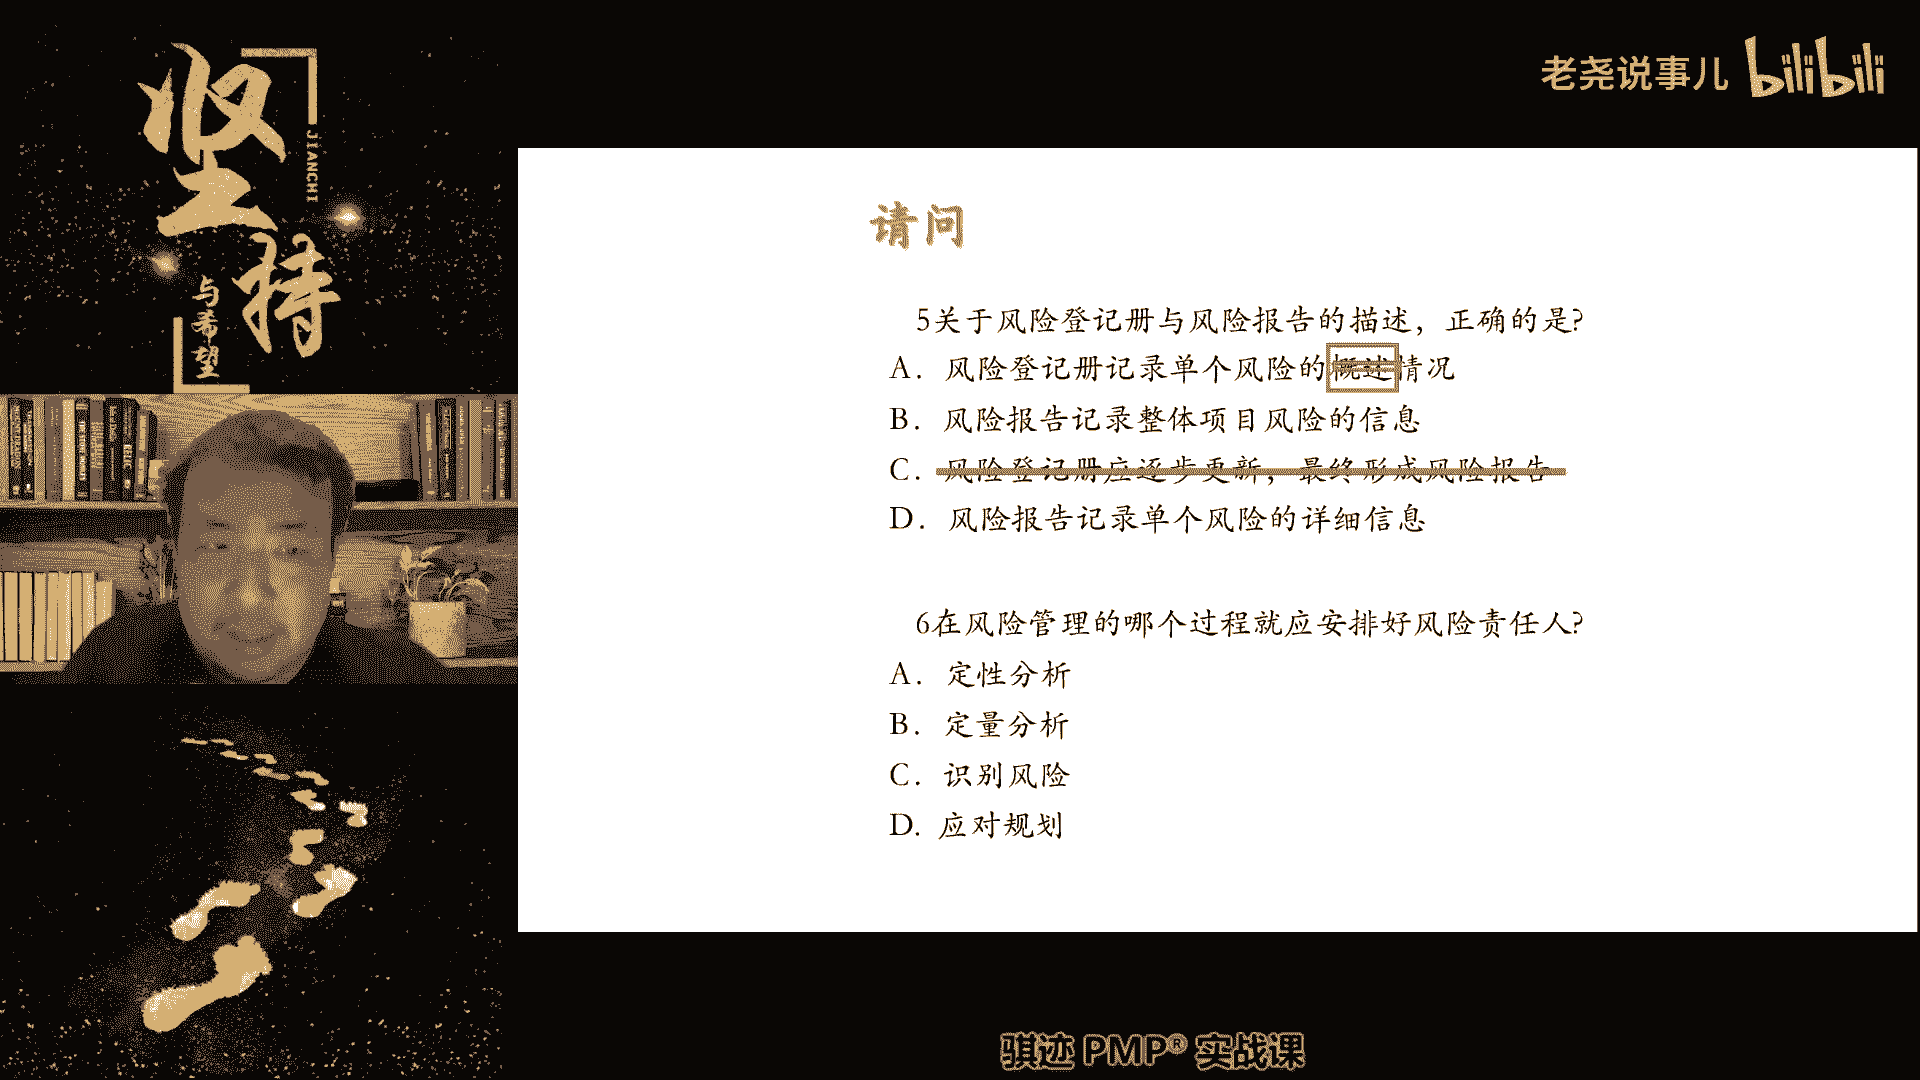 坚持
JIANCHI
与希望
老尧说事儿 bilibili
请问
5关于风险登记册与风险报告的描述，正确的是?
A. 风险登记册记录单个风险的概述情况
B. 风险报告记录整体项目风险的信息
C. 风险登记册应逐步更新，最终形成风险报告
D. 风险报告记录单个风险的详细信息
6在风险管理的哪个过程就应安排好风险责任人?
A. 定性分析
B. 定量分析
C. 识别风险
D. 应对规划
骐迹 PMP® 实战课